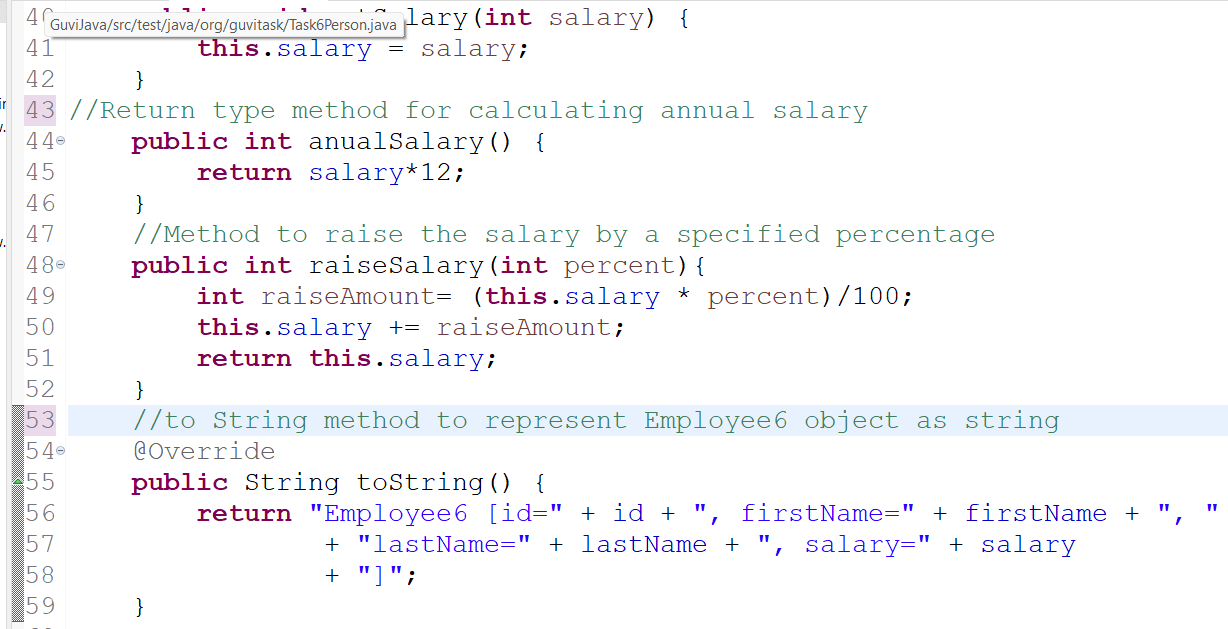 40 tSalary(int salary) {
GuviJava/src/test/java/org/guvitask/Task6Person.java
41 this.salary = salary;
42 }
43 //Return type method for calculating annual salary
44 public int anualSalary() {
45 return salary*12;
46 }
47 //Method to raise the salary by a specified percentage
48 public int raiseSalary(int percent){
49 int raiseAmount= (this.salary * percent)/100;
50 this.salary += raiseAmount;
51 return this.salary;
52 }
53 //to String method to represent Employee6 object as string
54 @Override
55 public String toString() {
56 return "Employee6 [id=" + id + ", firstName=" + firstName + ", "
57 + "lastName=" + lastName + ", salary=" + salary
58 + "]";
59 }